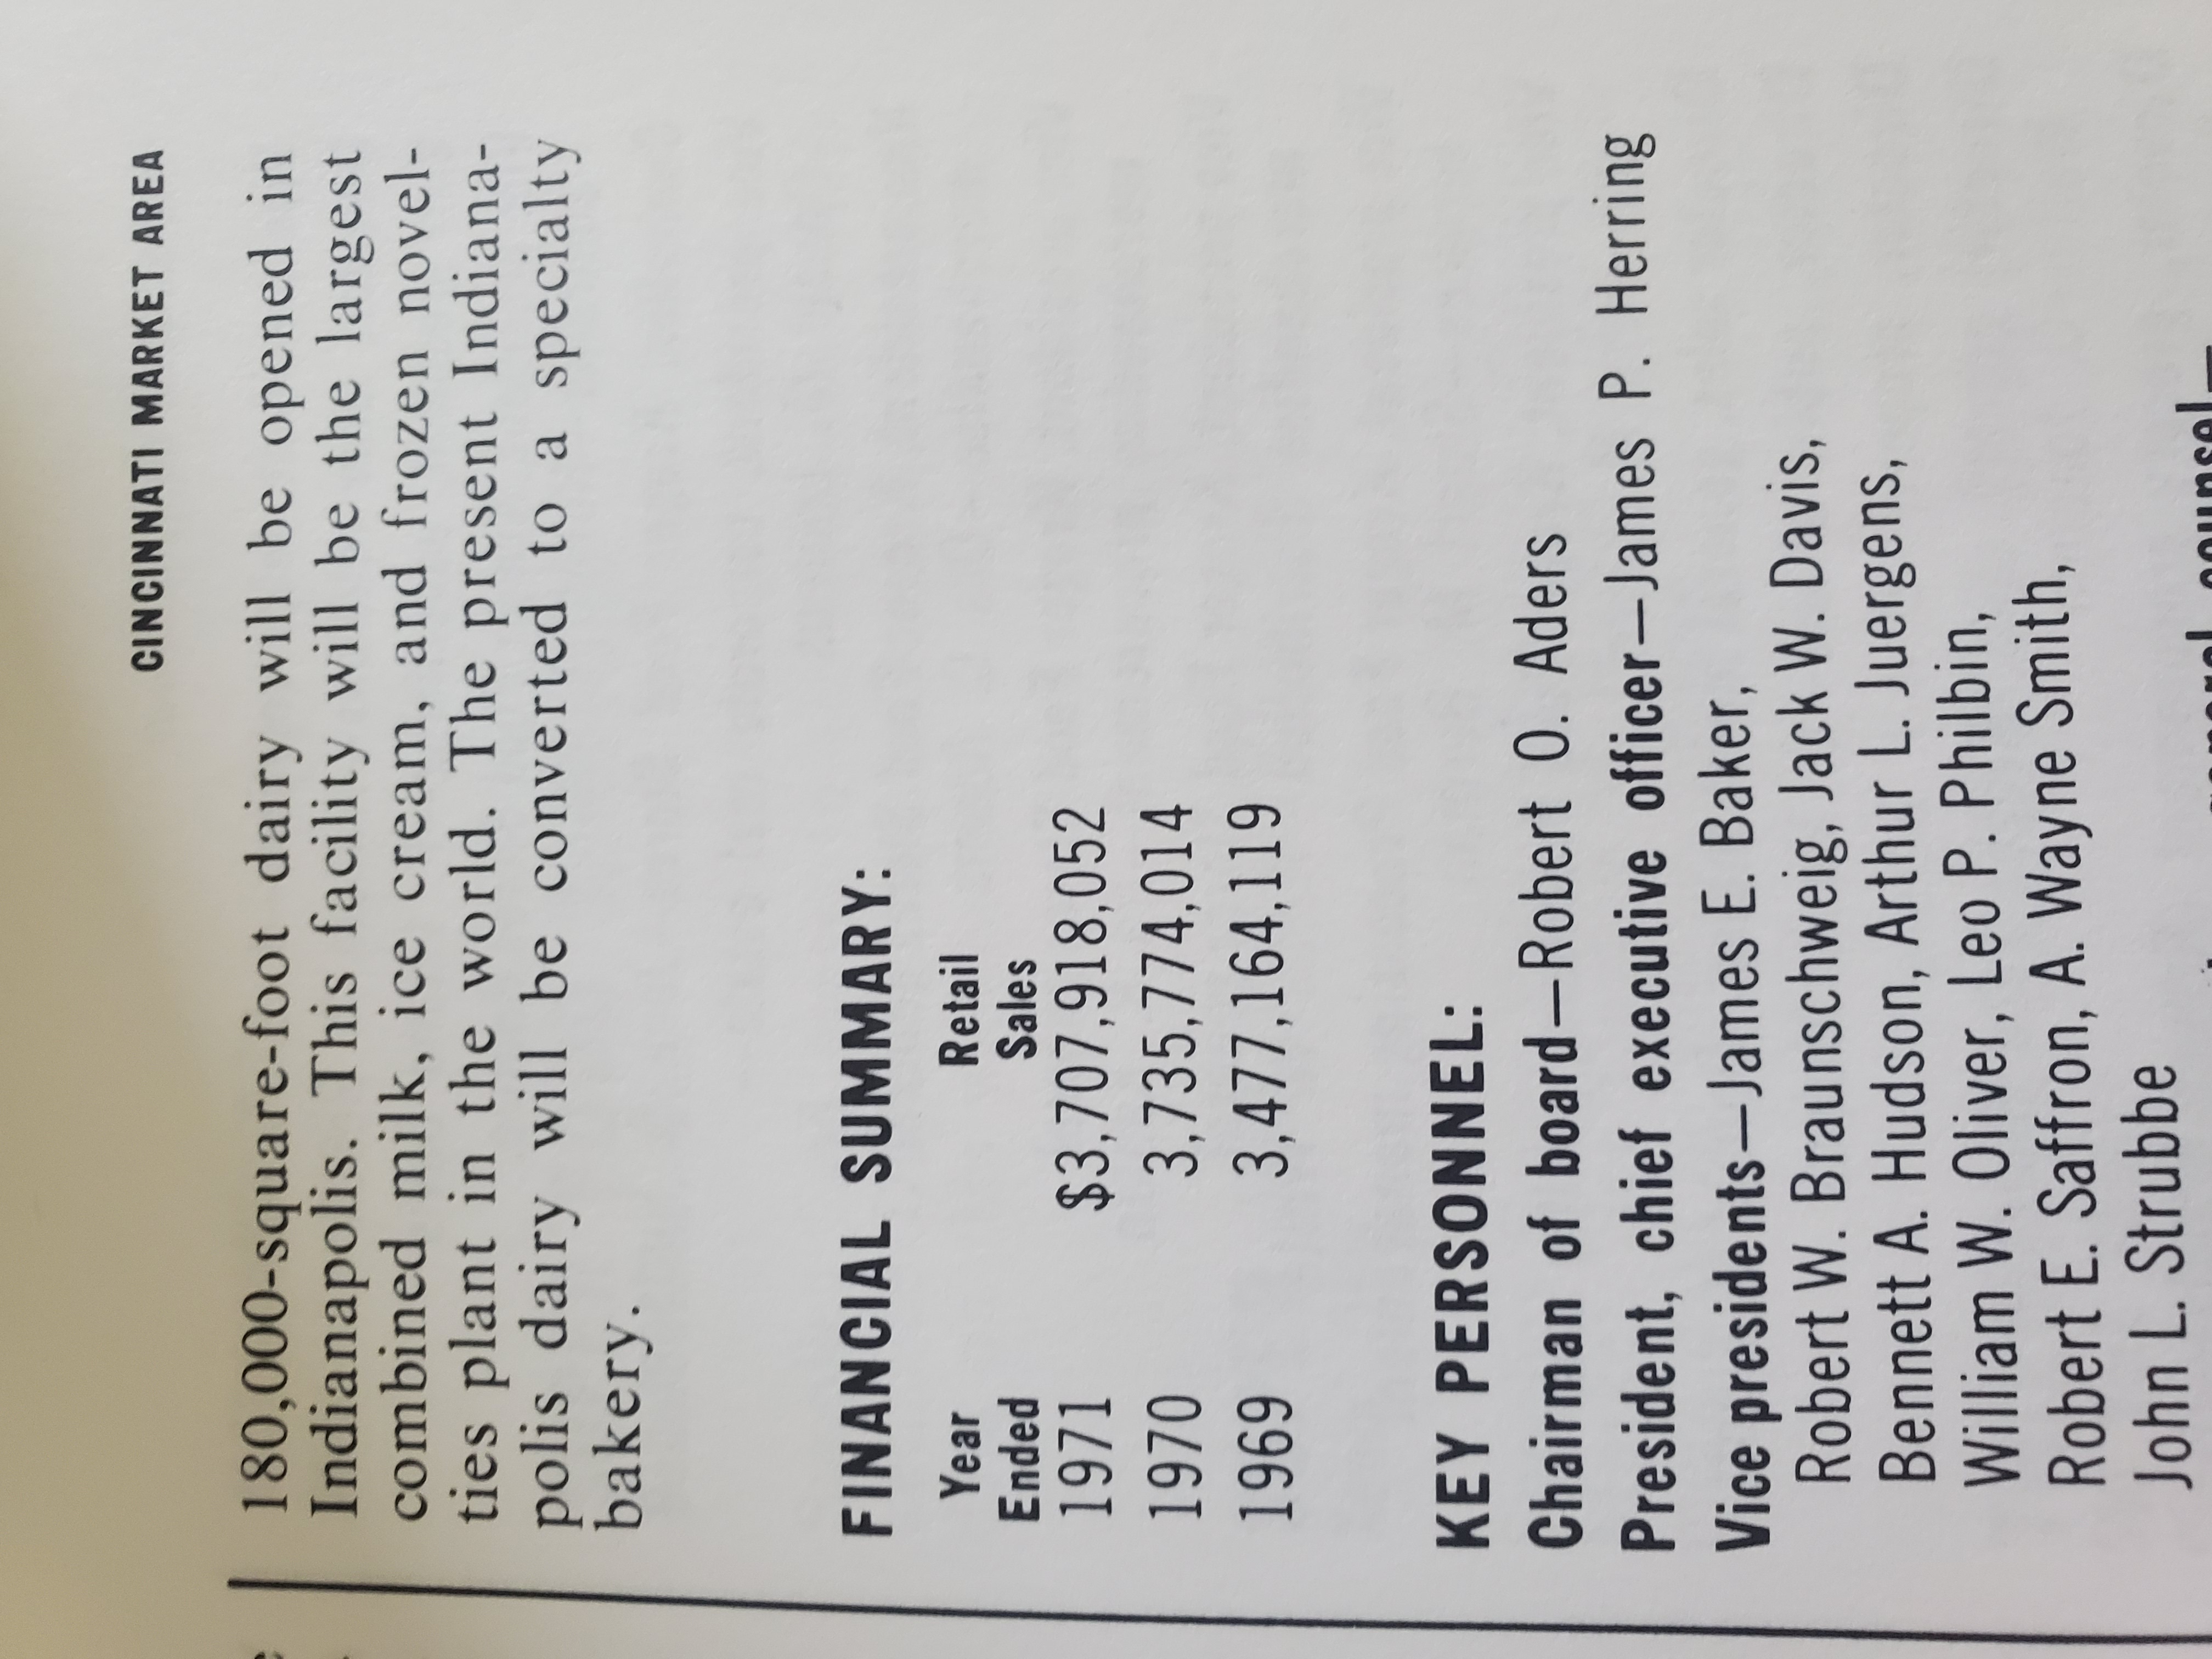 CINCINNATI MARKET AREA
180,000-square-foot dairy will be opened in
Indianapolis. This facility will be the largest
combined milk, ice cream, and frozen novel-
ties plant in the world. The present Indiana-
polis dairy will be converted to a specialty
bakery.
FINANCIAL SUMMARY:
Year Retail
Ended Sales
1971 $3,707,918,052
1970 3,735,774,014
1969 3,477,164,119
KEY PERSONNEL:
Chairman of board—Robert O. Aders
President, chief executive officer—James P. Herring
Vice presidents—James E. Baker,
Robert W. Braunschweig, Jack W. Davis,
Bennett A. Hudson, Arthur L. Juergens,
William W. Oliver, Leo P. Philbin,
Robert E. Saffron, A. Wayne Smith,
John L. Strubbe
general counsel—